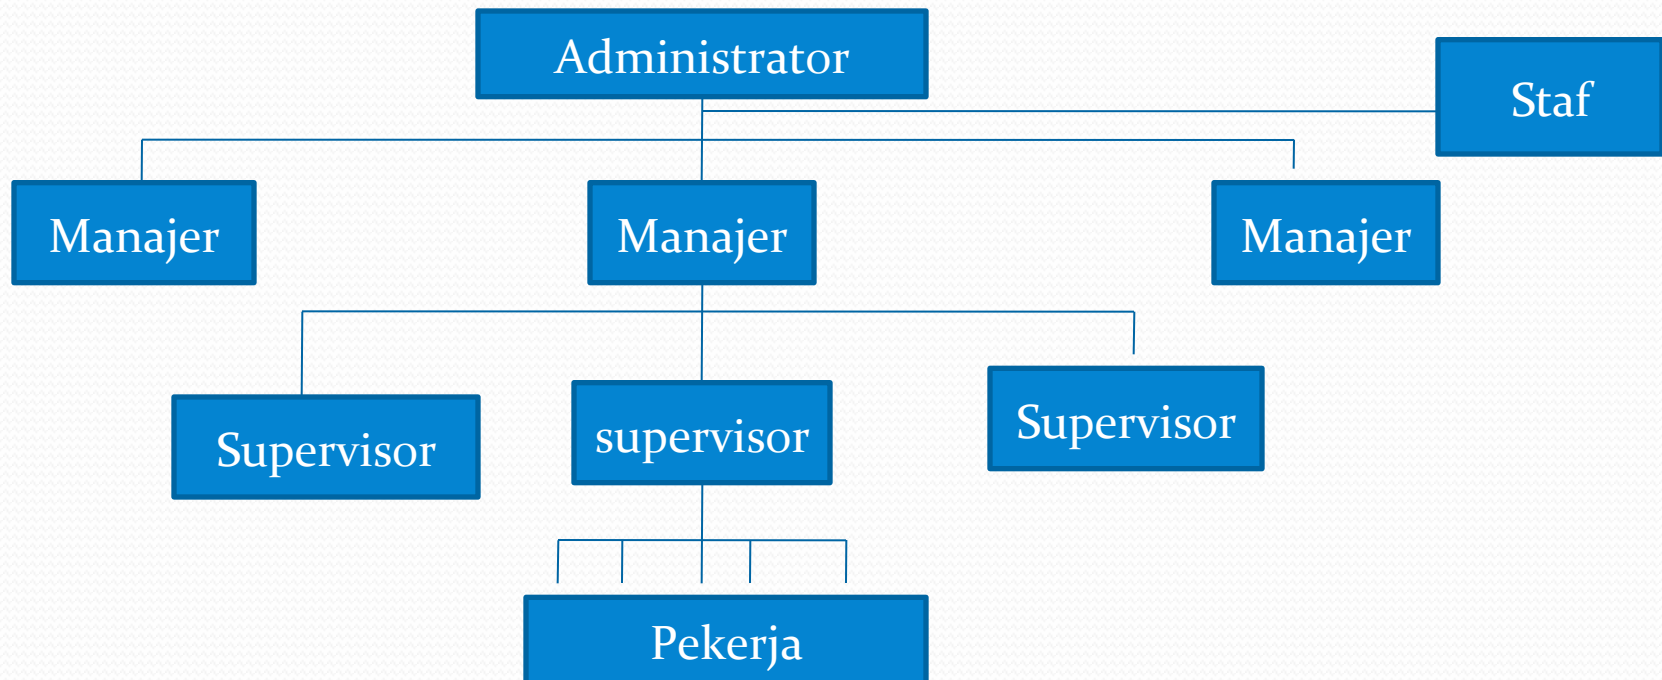 Administrator
Staf
Manajer
Manajer
Manajer
Supervisor
supervisor
Supervisor
Pekerja